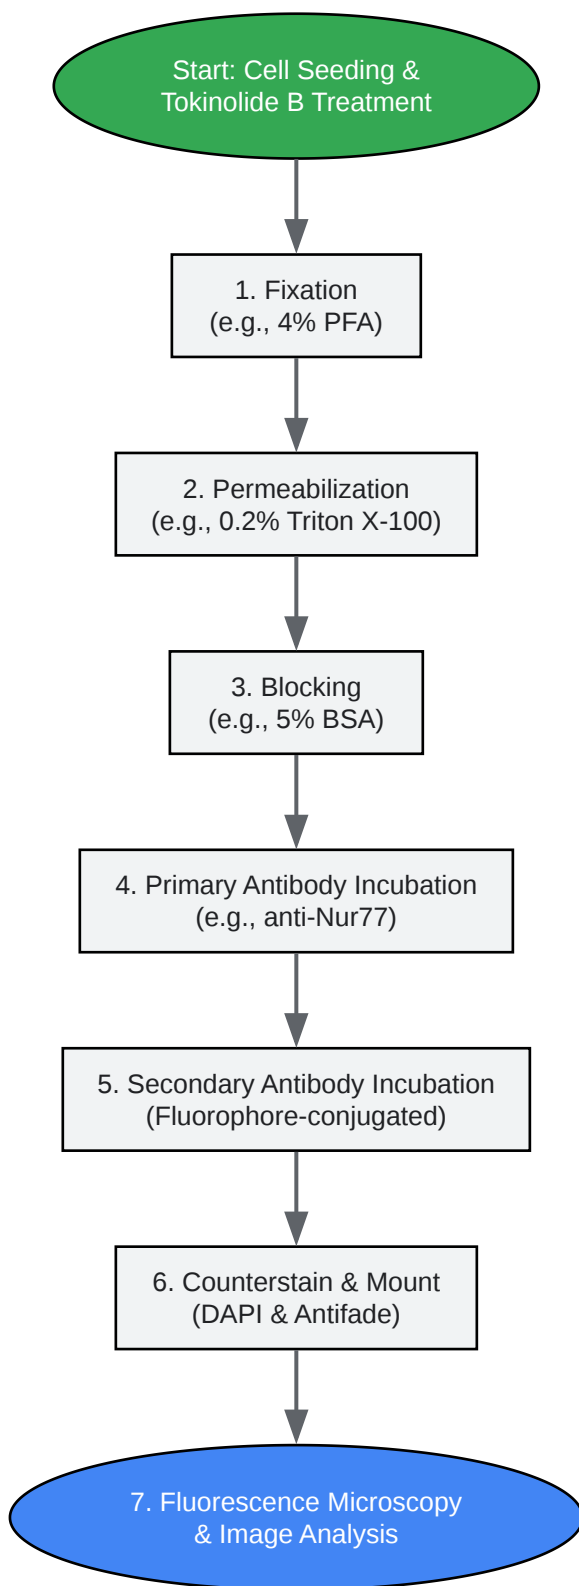 Start: Cell Seeding &
Tokinolide B Treatment
1. Fixation
(e.g., 4% PFA)
2. Permeabilization
(e.g., 0.2% Triton X-100)
3. Blocking
(e.g., 5% BSA)
4. Primary Antibody Incubation
(e.g., anti-Nur77)
5. Secondary Antibody Incubation
(Fluorophore-conjugated)
6. Counterstain & Mount
(DAPI & Antifade)
7. Fluorescence Microscopy
& Image Analysis